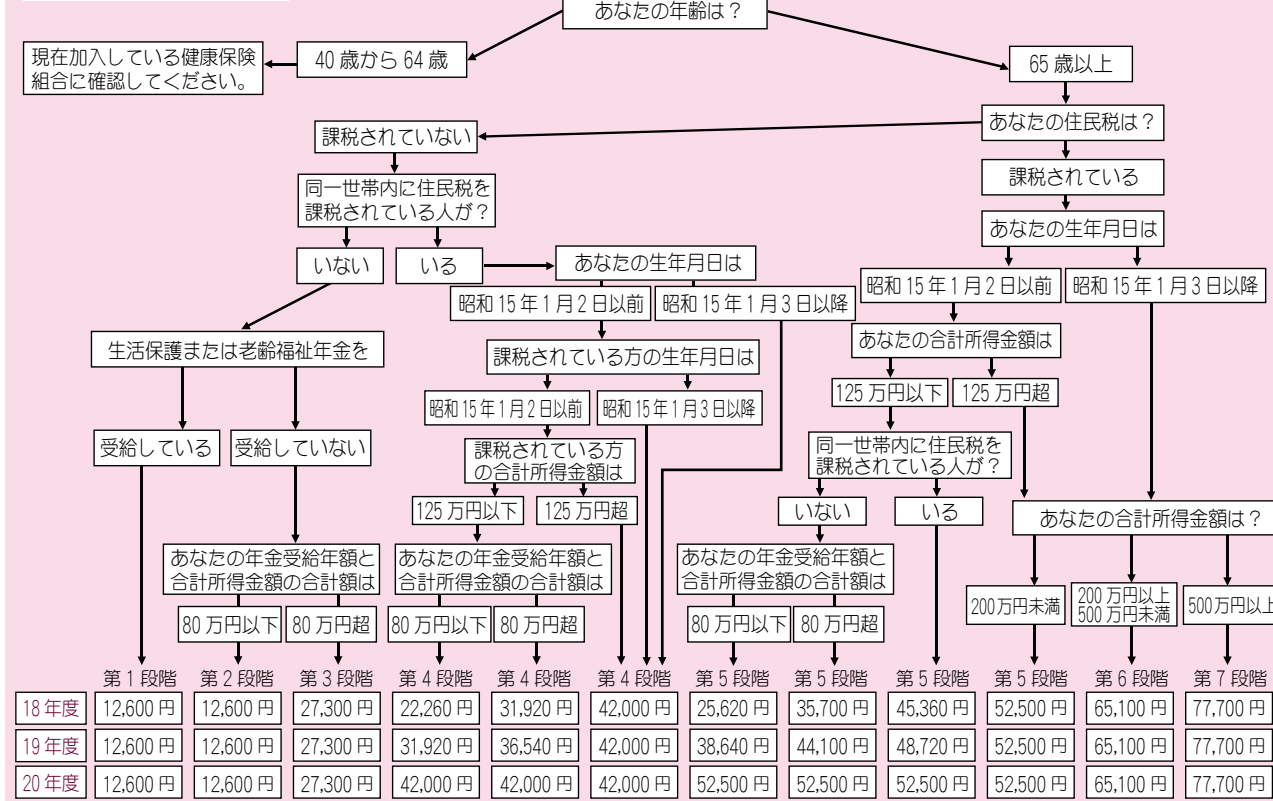 あなたの年齢は？
現在加入している健康保険
組合に確認してください。
40歳から64歳
65歳以上
あなたの住民税は？
課税されていない
課税されている
同一世帯内に住民税を
課税されている人が？
あなたの生年月日は
いない
いる
あなたの生年月日は
昭和15年1月2日以前
昭和15年1月3日以降
昭和15年1月2日以前
昭和15年1月3日以降
生活保護または老齢福祉年金を
課税されている方の生年月日は
あなたの合計所得金額は
125万円以下
125万円超
昭和15年1月2日以前
昭和15年1月3日以降
受給している
受給していない
課税されている方
の合計所得金額は
同一世帯内に住民税を
課税されている人が？
125万円以下
125万円超
いない
いる
あなたの合計所得金額は？
あなたの年金受給年額と
合計所得金額の合計額は
あなたの年金受給年額と
合計所得金額の合計額は
あなたの年金受給年額と
合計所得金額の合計額は
200万円未満
200万円以上
500万円未満
500万円以上
80万円以下
80万円超
80万円以下
80万円超
80万円以下
80万円超
第1段階 第2段階 第3段階 第4段階 第4段階 第4段階 第5段階 第5段階 第5段階 第5段階 第6段階 第7段階
18年度 12,600円 12,600円 27,300円 22,260円 31,920円 42,000円 25,620円 35,700円 45,360円 52,500円 65,100円 77,700円
19年度 12,600円 12,600円 27,300円 31,920円 36,540円 42,000円 38,640円 44,100円 48,720円 52,500円 65,100円 77,700円
20年度 12,600円 12,600円 27,300円 42,000円 42,000円 42,000円 52,500円 52,500円 52,500円 52,500円 65,100円 77,700円